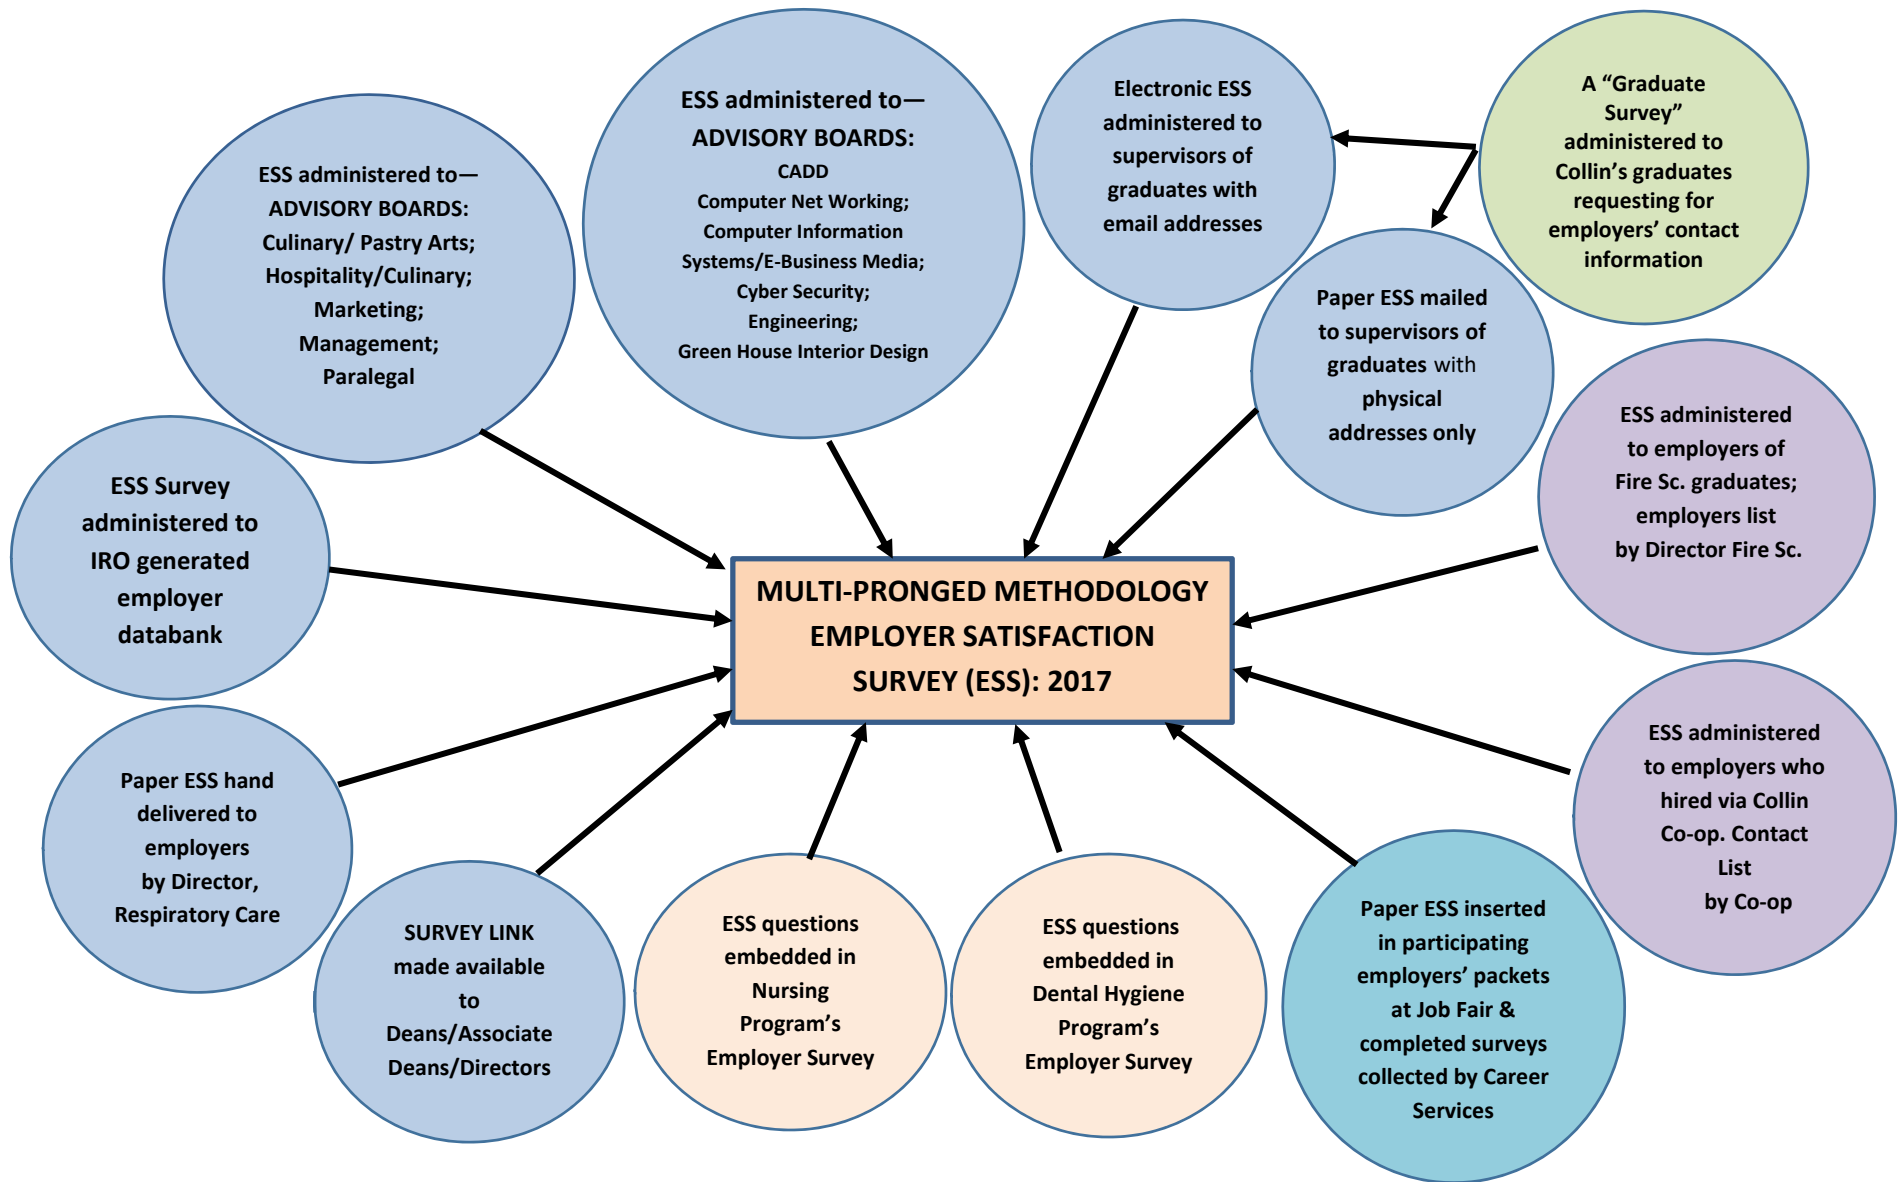 ESS administered to—
ADVISORY BOARDS:
Culinary/ Pastry Arts;
Hospitality/Culinary;
Marketing;
Management;
Paralegal
ESS administered to—
ADVISORY BOARDS:
CADD
Computer Net Working;
Computer Information
Systems/E-Business Media;
Cyber Security;
Engineering;
Green House Interior Design
Electronic ESS
administered to
supervisors of
graduates with
email addresses
A “Graduate
Survey”
administered to
Collin’s graduates
requesting for
employers’ contact
information
Paper ESS mailed
to supervisors of
graduates with
physical
addresses only
ESS administered
to employers of
Fire Sc. graduates;
employers list
by Director Fire Sc.
ESS Survey
administered to
IRO generated
employer
databank
MULTI-PRONGED METHODOLOGY
EMPLOYER SATISFACTION
SURVEY (ESS): 2017
ESS administered
to employers who
hired via Collin
Co-op. Contact
List
by Co-op
Paper ESS hand
delivered to
employers
by Director,
Respiratory Care
SURVEY LINK
made available
to
Deans/Associate
Deans/Directors
ESS questions
embedded in
Nursing
Program’s
Employer Survey
ESS questions
embedded in
Dental Hygiene
Program’s
Employer Survey
Paper ESS inserted
in participating
employers’ packets
at Job Fair &
completed surveys
collected by Career
Services